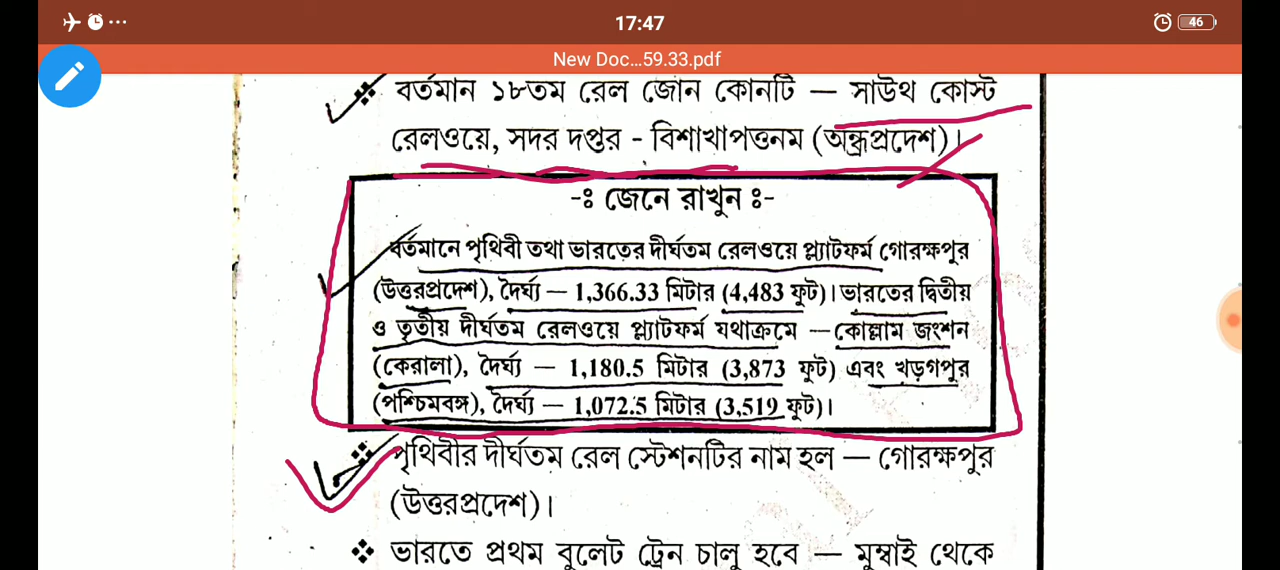 17:47
46
New Doc...59.33.pdf
❖ বর্তমান ১৮তম রেল জোন কোনটি — সাউথ কোস্ট
রেলওয়ে, সদর দপ্তর - বিশাখাপত্তনম (অন্ধ্রপ্রদেশ)।
-ঃ জেনে রাখুন ঃ-
বর্তমানে পৃথিবী তথা ভারতের দীর্ঘতম রেলওয়ে প্ল্যাটফর্ম গোরক্ষপুর
(উত্তরপ্রদেশ), দৈর্ঘ্য — 1,366.33 মিটার (4,483 ফুট)। ভারতের দ্বিতীয়
ও তৃতীয় দীর্ঘতম রেলওয়ে প্ল্যাটফর্ম যথাক্রমে — কোল্লাম জংশন
(কেরালা), দৈর্ঘ্য — 1,180.5 মিটার (3,873 ফুট) এবং খড়গপুর
(পশ্চিমবঙ্গ), দৈর্ঘ্য — 1,072.5 মিটার (3,519 ফুট)।
❖ পৃথিবীর দীর্ঘতম রেল স্টেশনটির নাম হল — গোরক্ষপুর
(উত্তরপ্রদেশ)।
❖ ভারতে প্রথম বুলেট ট্রেন চালু হবে — মুম্বাই থেকে